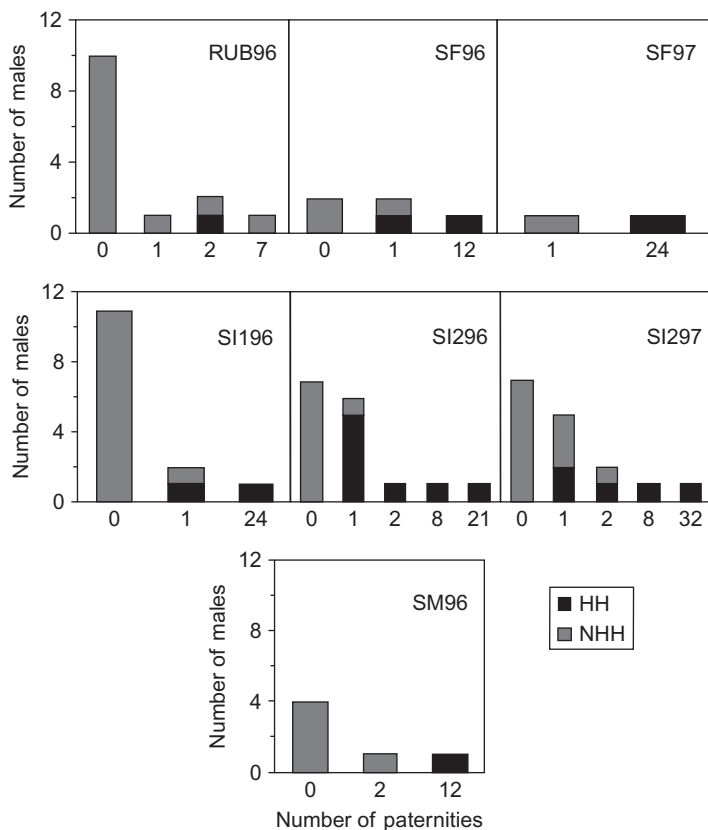 12
8
4
0
Number of males
RUB96
SF96
SF97
0 1 2 7
0 1 12
1 24
12
8
4
0
Number of males
SI196
SI296
SI297
0 1 24
0 1 2 8 21
0 1 2 8 32
12
8
4
0
Number of males
SM96
0 2 12
Number of paternities
HH
NHH